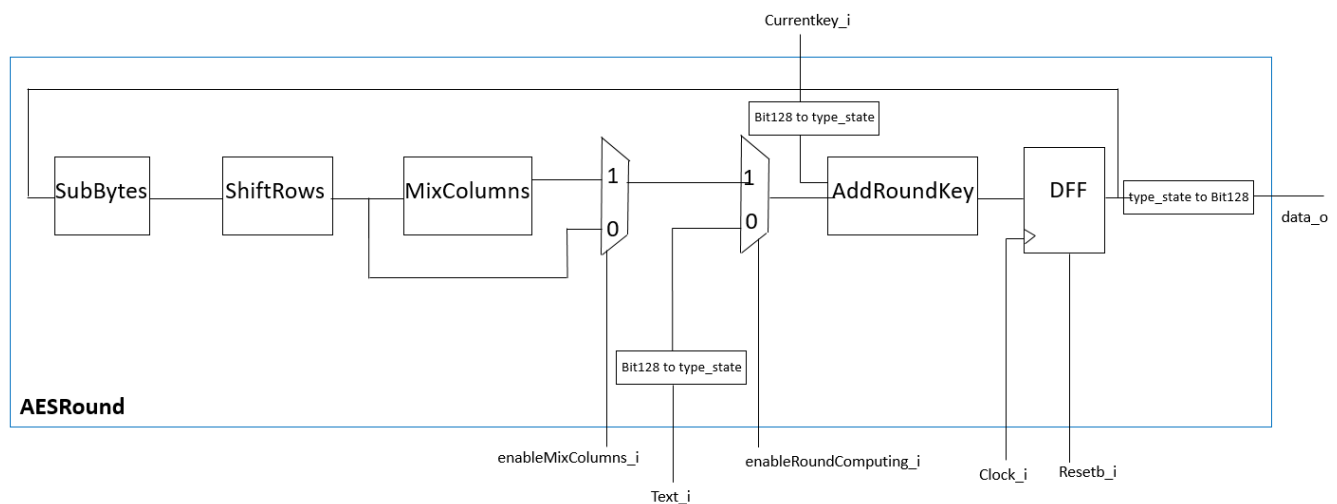 Currentkey_i
Bit128 to type_state
SubBytes
ShiftRows
MixColumns
1
0
1
0
AddRoundKey
DFF
type_state to Bit128
data_o
Bit128 to type_state
AESRound
enableMixColumns_i
Text_i
enableRoundComputing_i
Clock_i
Resetb_i